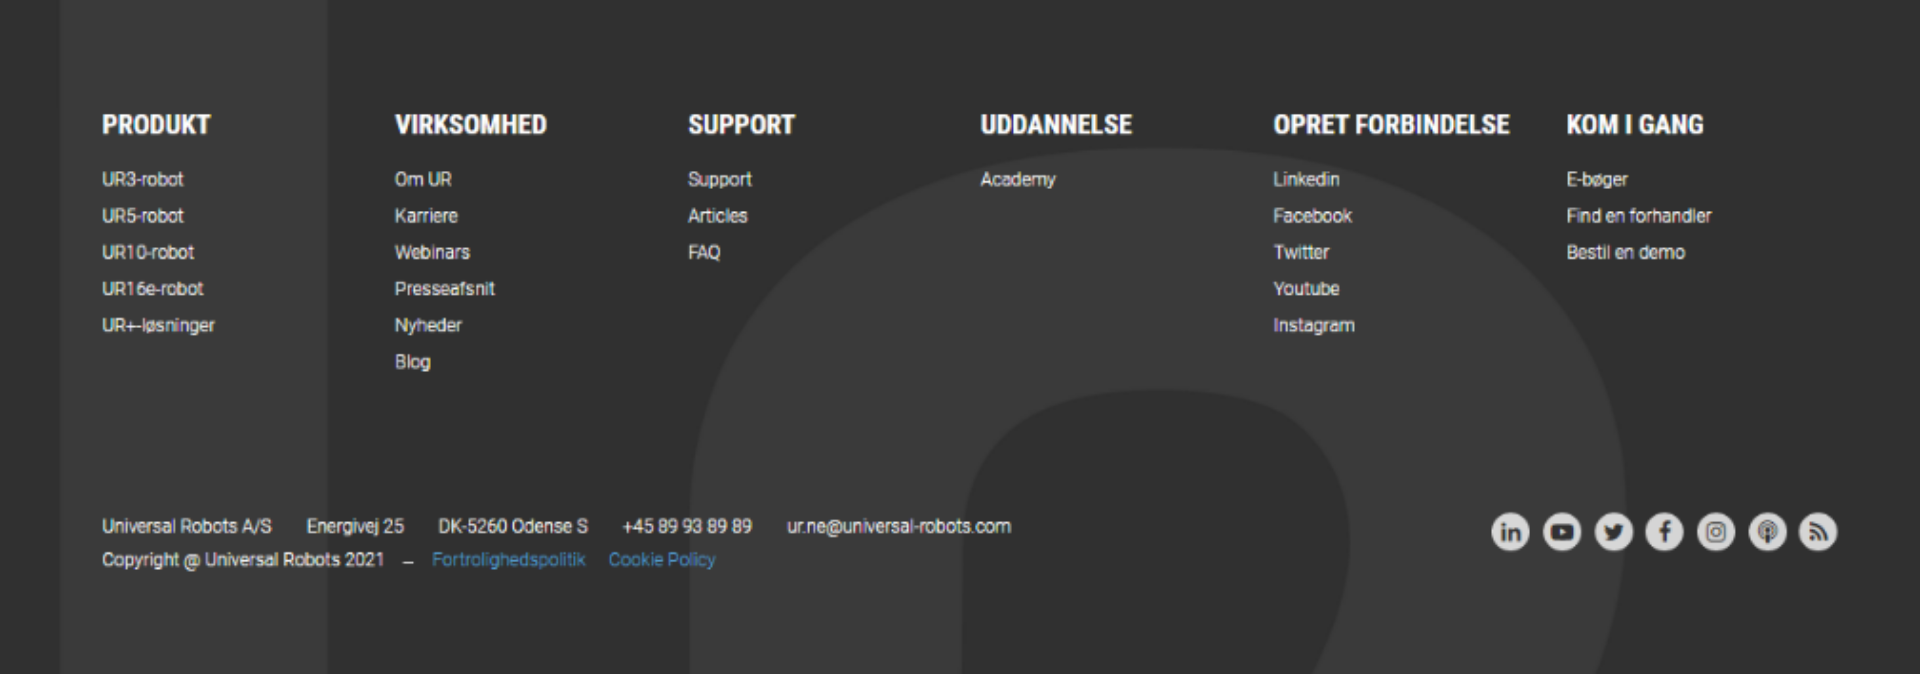 PRODUKT
UR3-robot
UR5-robot
UR10-robot
UR16e-robot
UR+-løsninger
VIRKSOMHED
Om UR
Karriere
Webinars
Presseafsnit
Nyheder
Blog
SUPPORT
Support
Articles
FAQ
UDDANNELSE
Academy
OPRET FORBINDELSE
Linkedin
Facebook
Twitter
Youtube
Instagram
KOM I GANG
E-bøger
Find en forhandler
Bestil en demo
Universal Robots A/S Energivej 25 DK-5260 Odense S +45 89 93 89 89 ur.ne@universal-robots.com
Copyright @ Universal Robots 2021 – Fortrolighedspolitik Cookie Policy